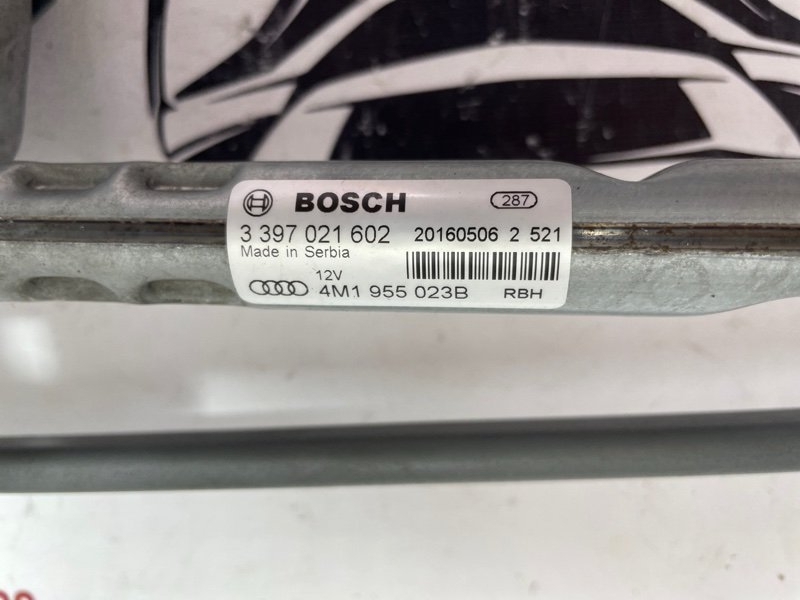 BOSCH 287
3 397 021 602 20160506 2 521
Made in Serbia
12V
4M1 955 023B RBH